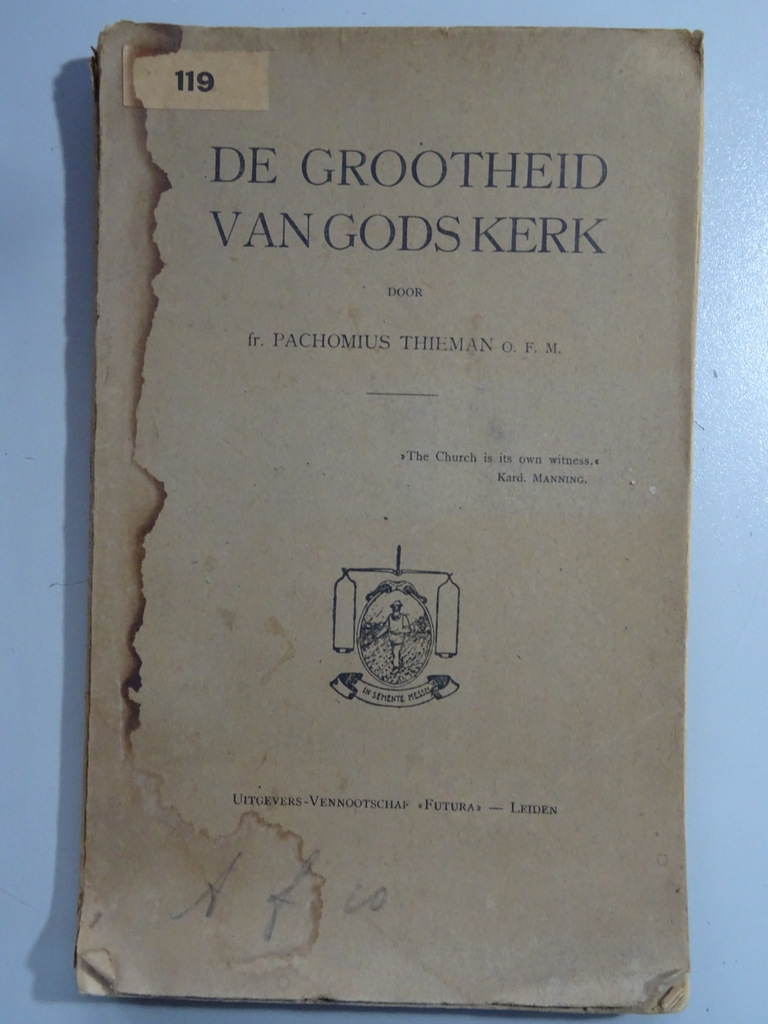 119
DE GROOTHEID
VAN GODS KERK
DOOR
fr. PACHOMIUS THIEMAN O. F. M.
»The Church is its own witness.«
Kard. MANNING.
IN SEMENTE MESSIS
UITGEVERS-VENNOOTSCHAP «FUTURA» — LEIDEN